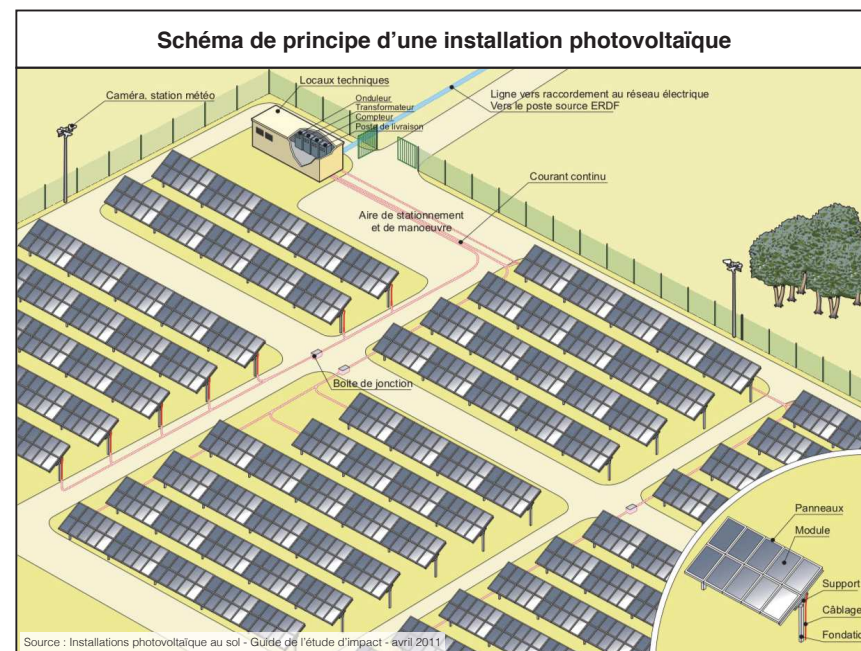 Schéma de principe d'une installation photovoltaïque
Locaux techniques
Caméra, station météo
Onduleur
Transformateur
Compteur
Poste de livraison
Ligne vers raccordement au réseau électrique
Vers le poste source ERDF
Courant continu
Aire de stationnement
et de manoeuvre
Boite de jonction
Panneaux
Module
Support
Câblage
Fondatio
Source : Installations photovoltaïque au sol - Guide de l'étude d'impact - avril 2011